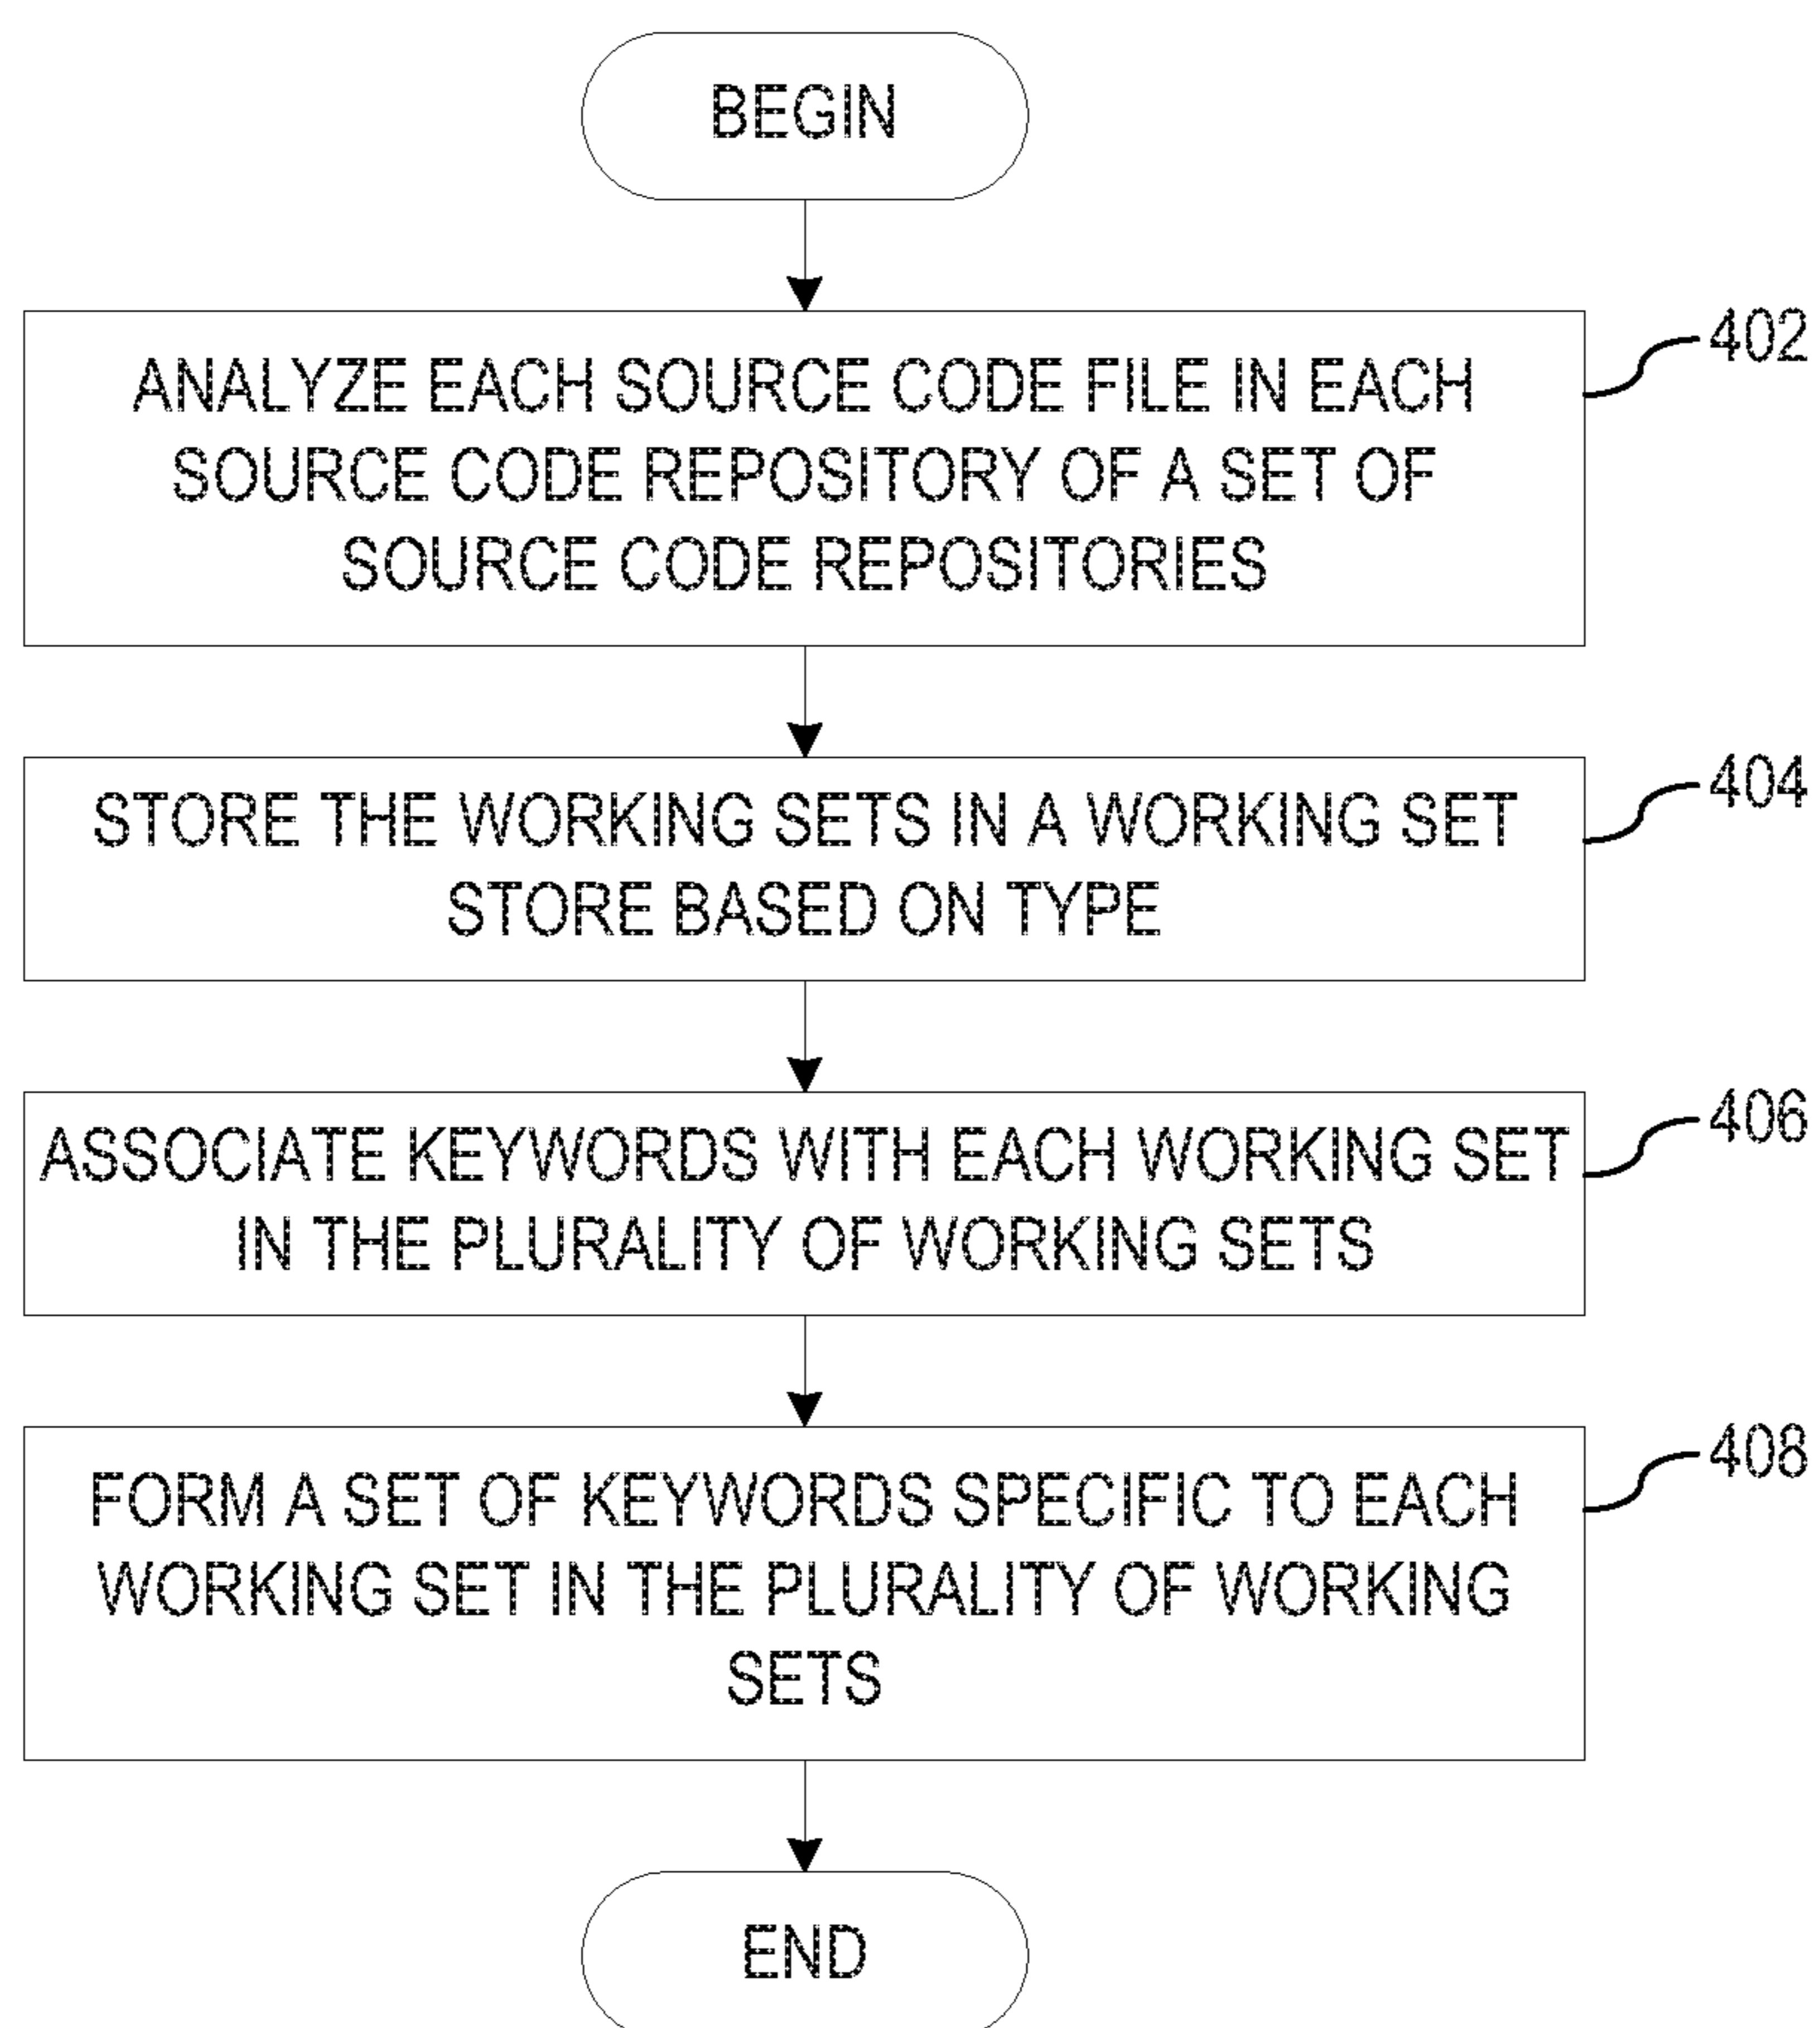 BEGIN
ANALYZE EACH SOURCE CODE FILE IN EACH
SOURCE CODE REPOSITORY OF A SET OF
SOURCE CODE REPOSITORIES
402
STORE THE WORKING SETS IN A WORKING SET
STORE BASED ON TYPE
404
ASSOCIATE KEYWORDS WITH EACH WORKING SET
IN THE PLURALITY OF WORKING SETS
406
FORM A SET OF KEYWORDS SPECIFIC TO EACH
WORKING SET IN THE PLURALITY OF WORKING
SETS
408
END